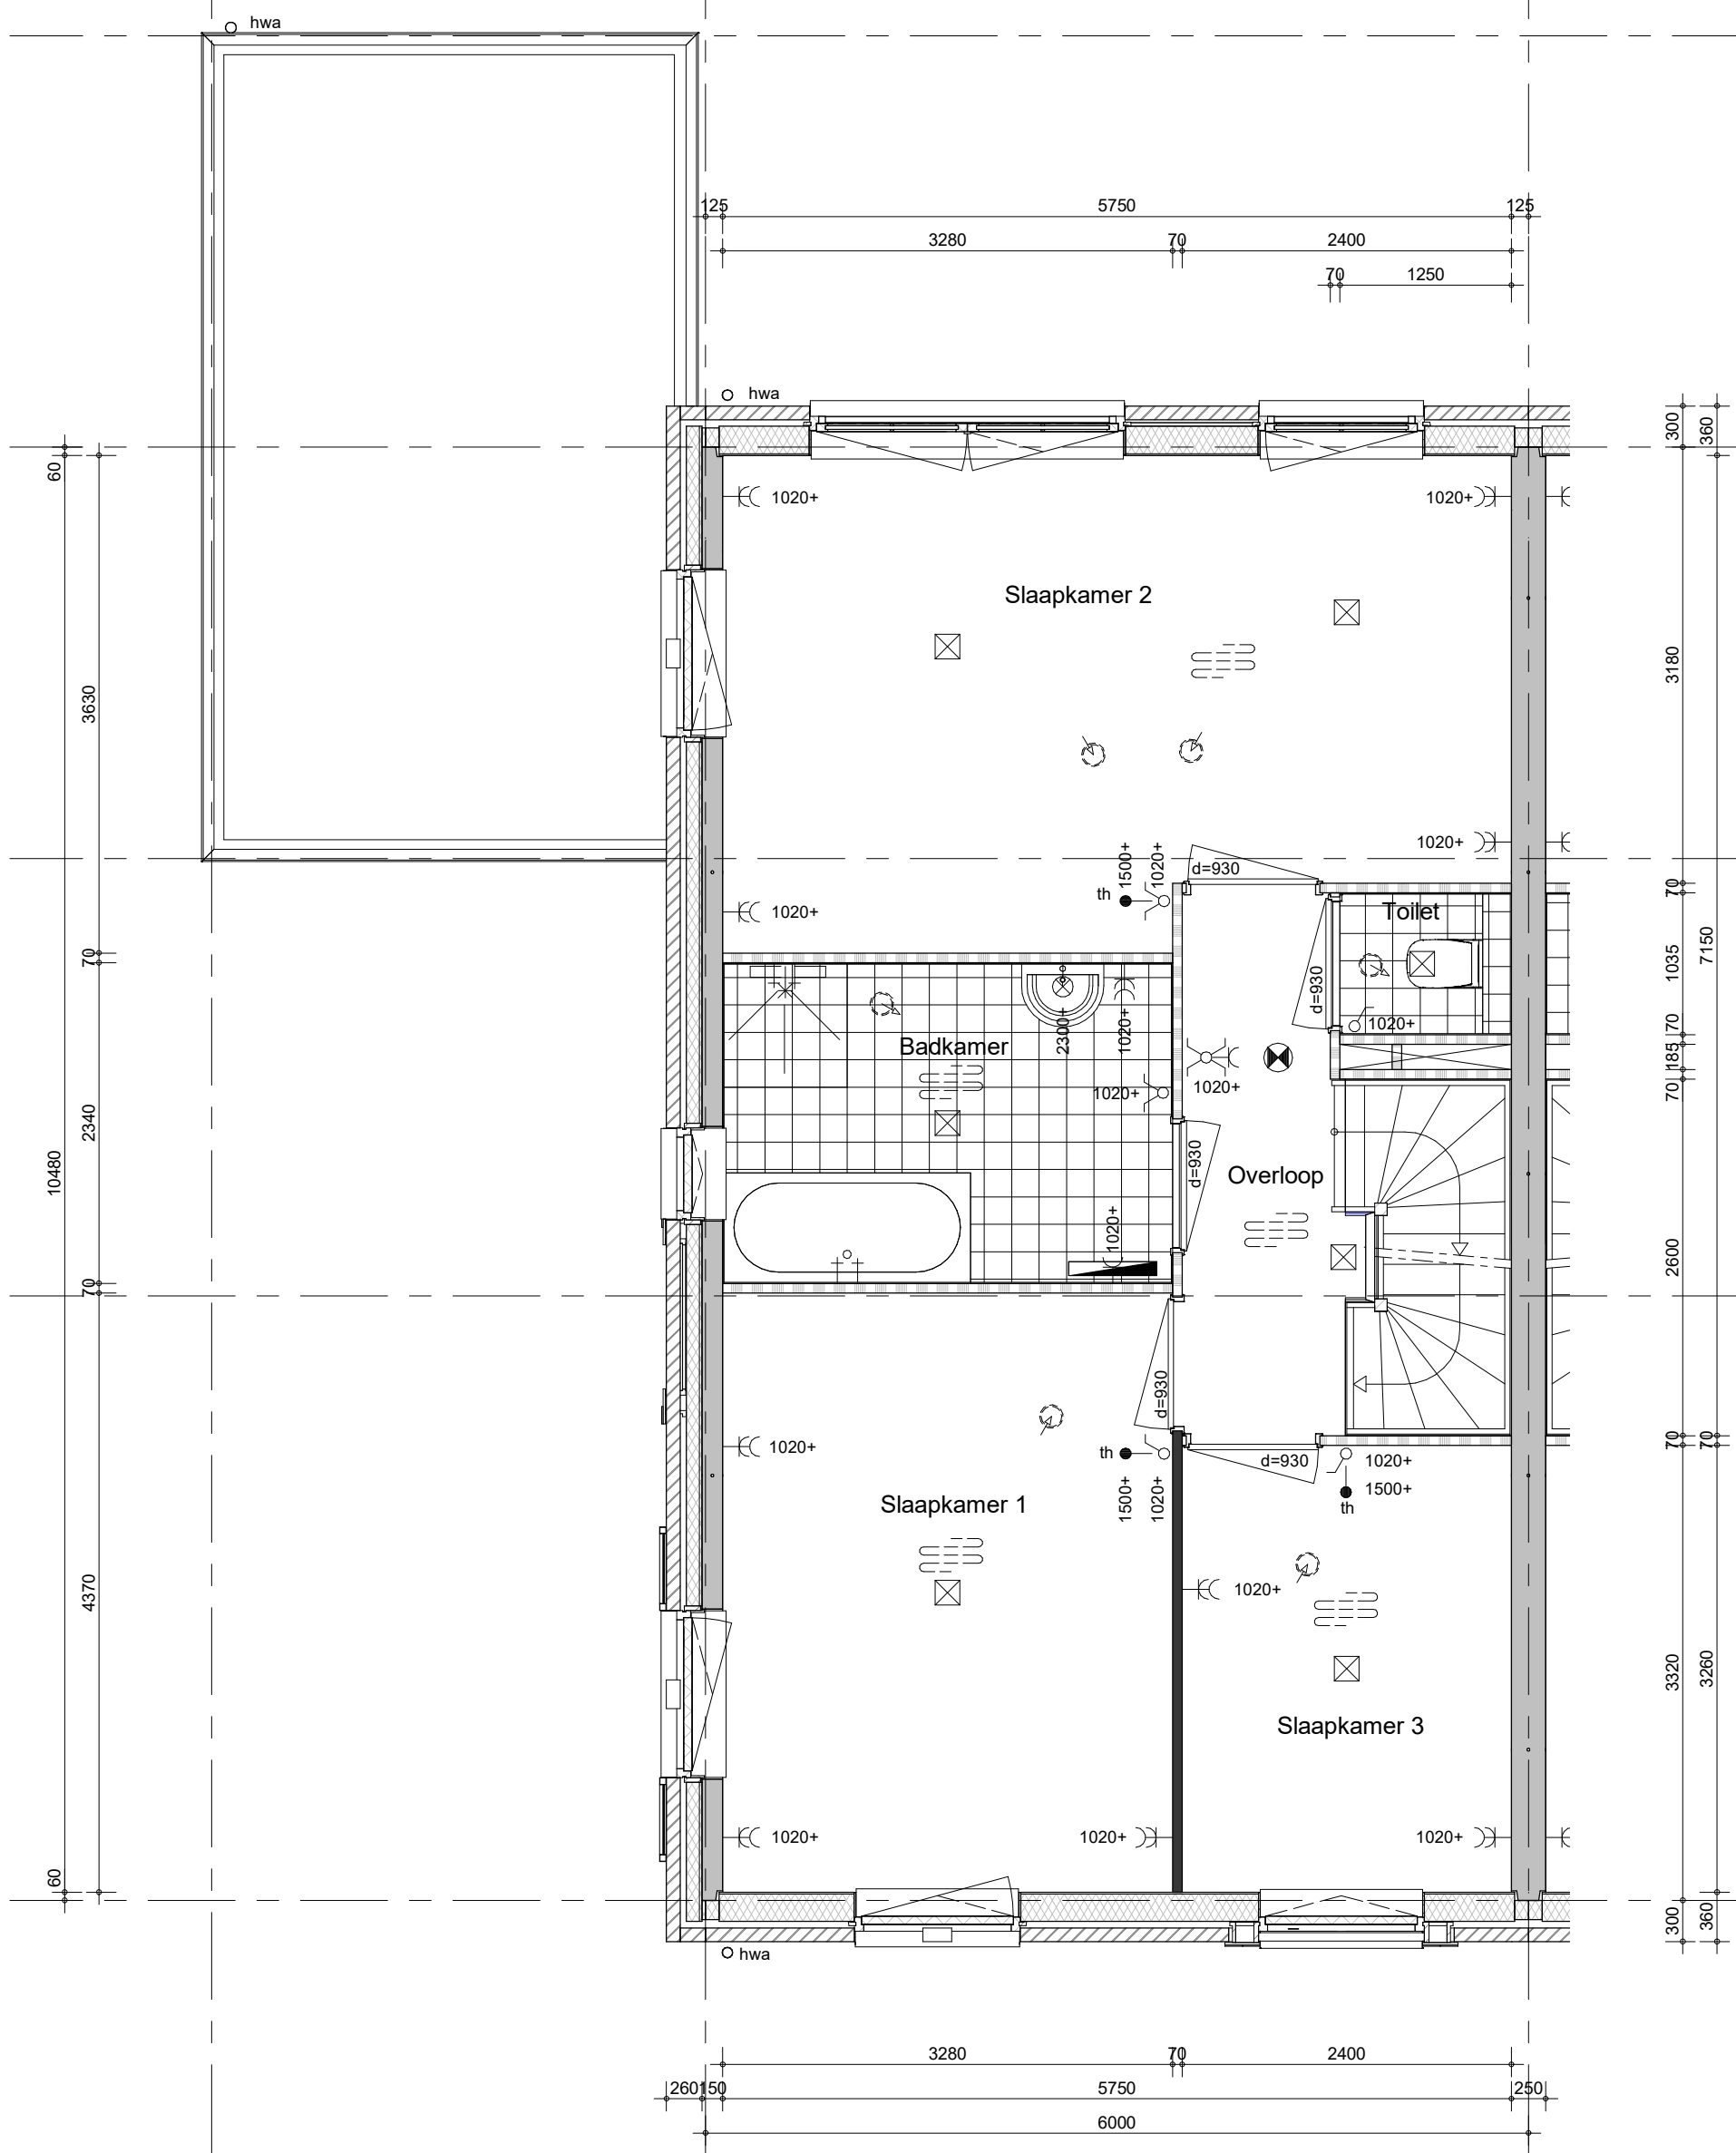 hwa
125 5750 125
3280 70 2400
70 1250
hwa
300 360
60
1020+ 1020+
Slaapkamer 2
3180
3630
1020+
1500+ 1020+
th
d=930
1020+
70
Toilet
7150
70
1035
d=930
1020+
70
2300+ 1020+
Badkamer
185
1020+
1020+
70
2340
10480
d=930
Overloop
1020+
2600
70
d=930
1020+
th
1500+ 1020+
d=930
1020+
1500+
th
70 70
Slaapkamer 1
4370
1020+
3320 3260
Slaapkamer 3
1020+ 1020+ 1020+
60
300 360
hwa
3280 70 2400
260 150 5750 250
6000